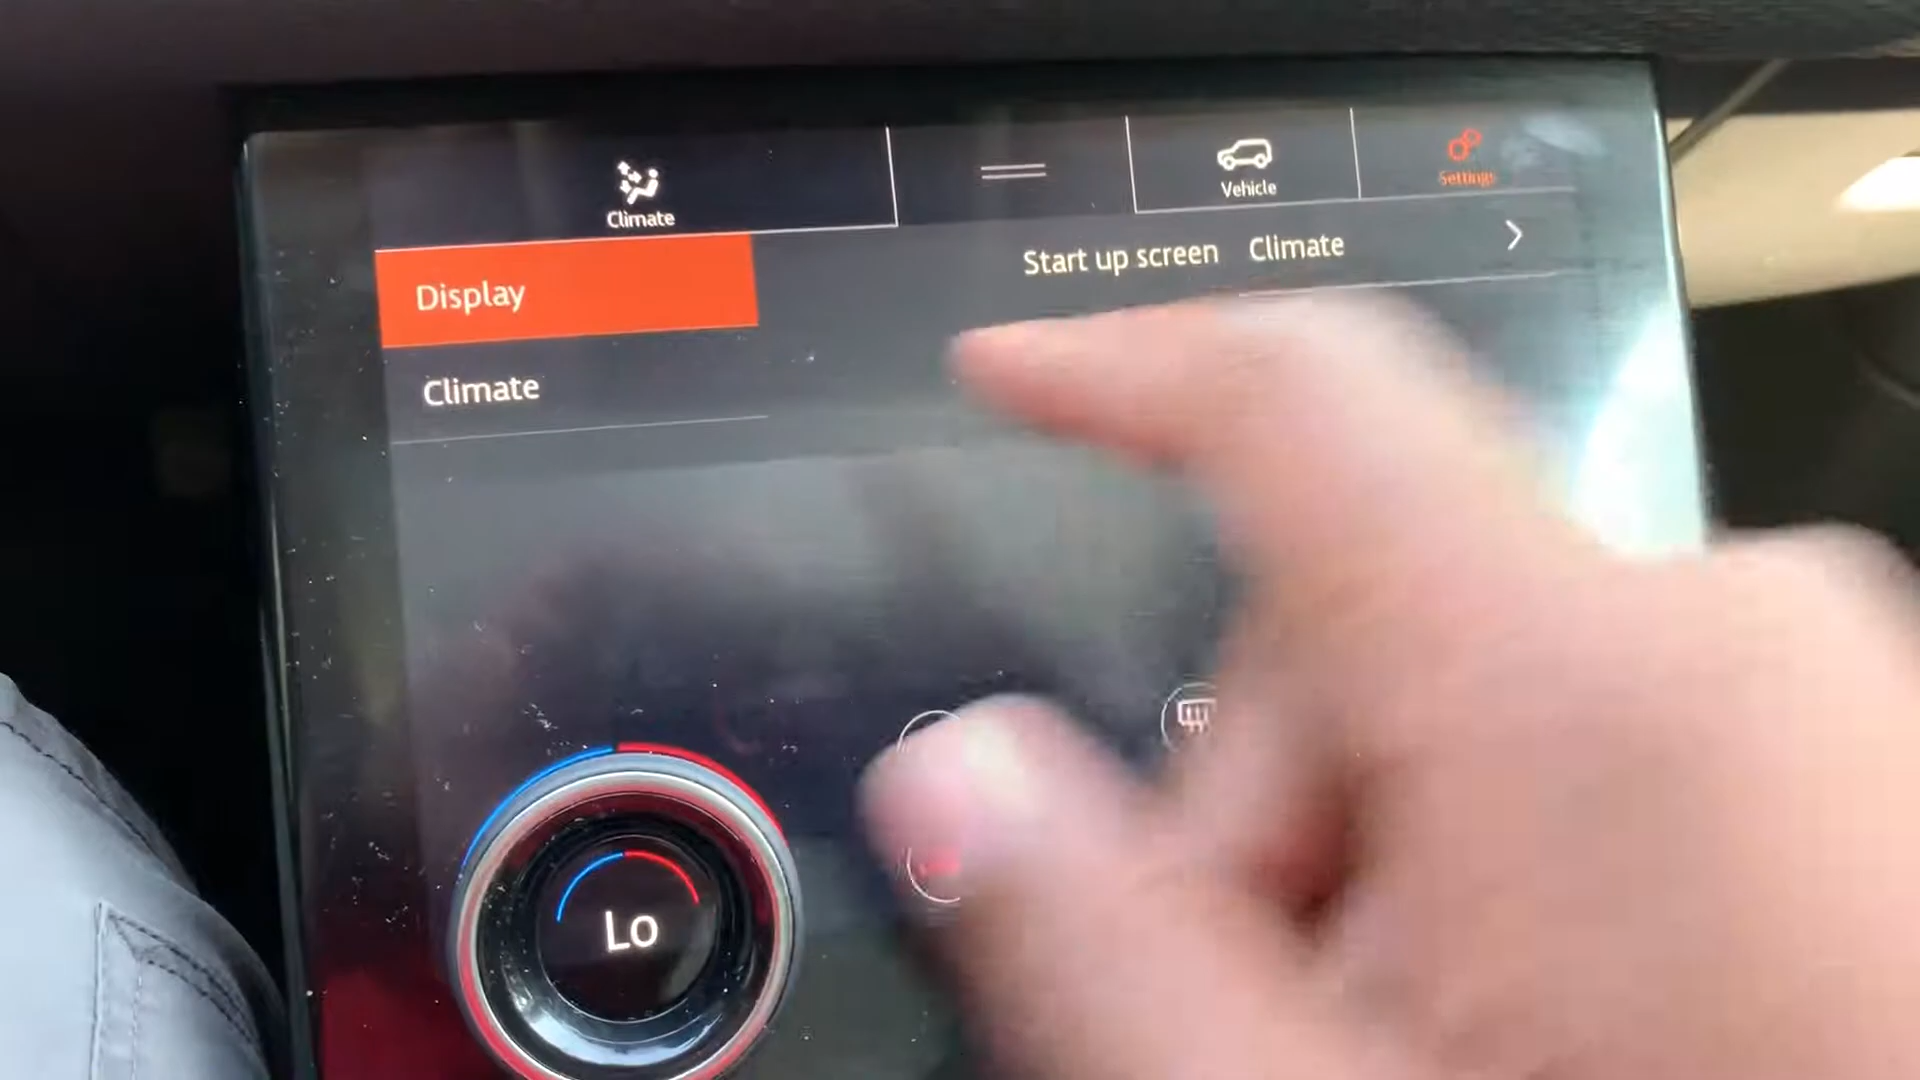 Climate
Vehicle
Settings
Display
Start up screen Climate
Climate
Lo